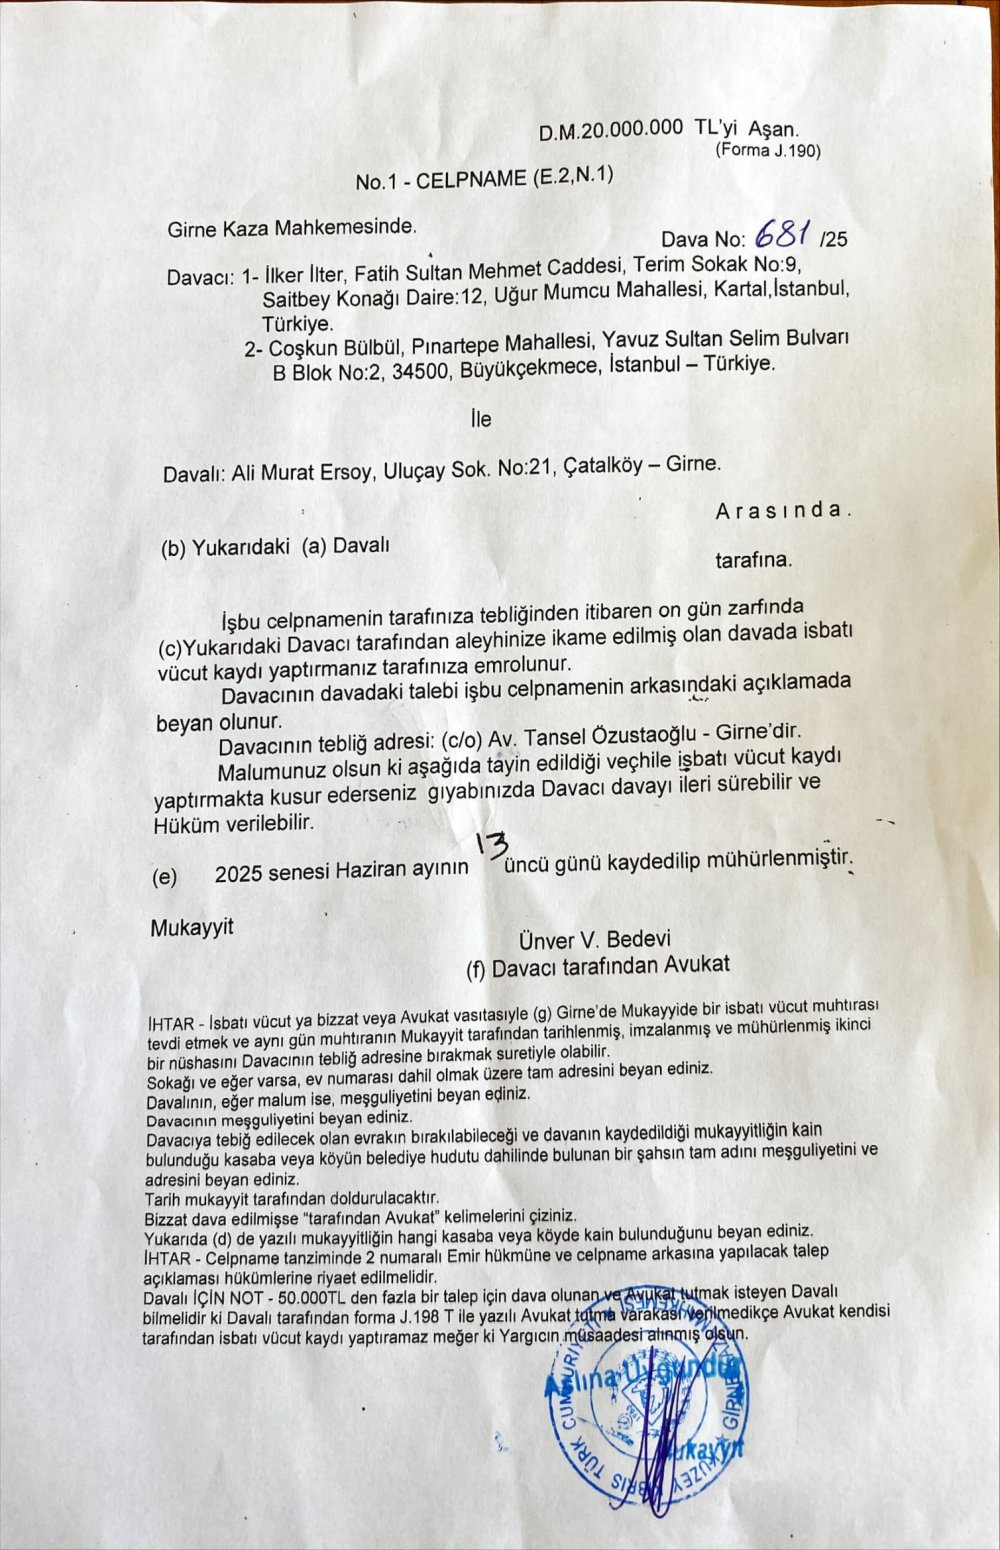 D.M.20.000.000 TL'yi Aşan.
(Forma J.190)
No.1 - CELPNAME (E.2,N.1)
Girne Kaza Mahkemesinde.
Dava No: 681 /25
Davacı: 1- İlker İlter, Fatih Sultan Mehmet Caddesi, Terim Sokak No:9,
Saitbey Konağı Daire:12, Uğur Mumcu Mahallesi, Kartal,İstanbul,
Türkiye.
2- Coşkun Bülbül, Pınartepe Mahallesi, Yavuz Sultan Selim Bulvarı
B Blok No:2, 34500, Büyükçekmece, İstanbul – Türkiye.
İle
Davalı: Ali Murat Ersoy, Uluçay Sok. No:21, Çatalköy – Girne.
Arasında.
(b) Yukarıdaki (a) Davalı
tarafına.
İşbu celpnamenin tarafınıza tebliğinden itibaren on gün zarfında
(c)Yukarıdaki Davacı tarafından aleyhinize ikame edilmiş olan davada isbatı
vücut kaydı yaptırmanız tarafınıza emrolunur.
Davacının davadaki talebi işbu celpnamenin arkasındaki açıklamada
beyan olunur.
Davacının tebliğ adresi: (c/o) Av. Tansel Özustaoğlu - Girne'dir.
Malumunuz olsun ki aşağıda tayin edildiği veçhile işbatı vücut kaydı
yaptırmakta kusur ederseniz gıyabınızda Davacı davayı ileri sürebilir ve
Hüküm verilebilir.
(e) 2025 senesi Haziran ayının 13 üncü günü kaydedilip mühürlenmiştir.
Mukayyit
Ünver V. Bedevi
(f) Davacı tarafından Avukat
İHTAR - İsbatı vücut ya bizzat veya Avukat vasıtasıyle (g) Girne'de Mukayyide bir isbatı vücut muhtırası
tevdi etmek ve aynı gün muhtıranın Mukayyit tarafından tarihlenmiş, imzalanmış ve mühürlenmiş ikinci
bir nüshasını Davacının tebliğ adresine bırakmak suretiyle olabilir.
Sokağı ve eğer varsa, ev numarası dahil olmak üzere tam adresini beyan ediniz.
Davalının, eğer malum ise, meşguliyetini beyan ediniz.
Davacının meşguliyetini beyan ediniz.
Davacıya tebiğ edilecek olan evrakın bırakılabileceği ve davanın kaydedildiği mukayyitliğin kain
bulunduğu kasaba veya köyün belediye hudutu dahilinde bulunan bir şahsın tam adını meşguliyetini ve
adresini beyan ediniz.
Tarih mukayyit tarafından doldurulacaktır.
Bizzat dava edilmişse "tarafından Avukat" kelimelerini çiziniz.
Yukarıda (d) de yazılı mukayyitliğin hangi kasaba veya köyde kain bulunduğunu beyan ediniz.
İHTAR - Celpname tanziminde 2 numaralı Emir hükmüne ve celpname arkasına yapılacak talep
açıklaması hükümlerine riyaet edilmelidir.
Davalı İÇİN NOT - 50.000TL den fazla bir talep için dava olunan ve Avukat tutmak isteyen Davalı
bilmelidir ki Davalı tarafından forma J.198 T ile yazılı Avukat tutma varakası verilmedikçe Avukat kendisi
tarafından isbatı vücut kaydı yaptıramaz meğer ki Yargıcın müsaadesi alınmış olsun.
KUZEY KIBRIS TÜRK CUMHURİYETİ ★ GİRNE KAZA MAHKEMESİ ★
Aslına Uygundur
Mukayyit